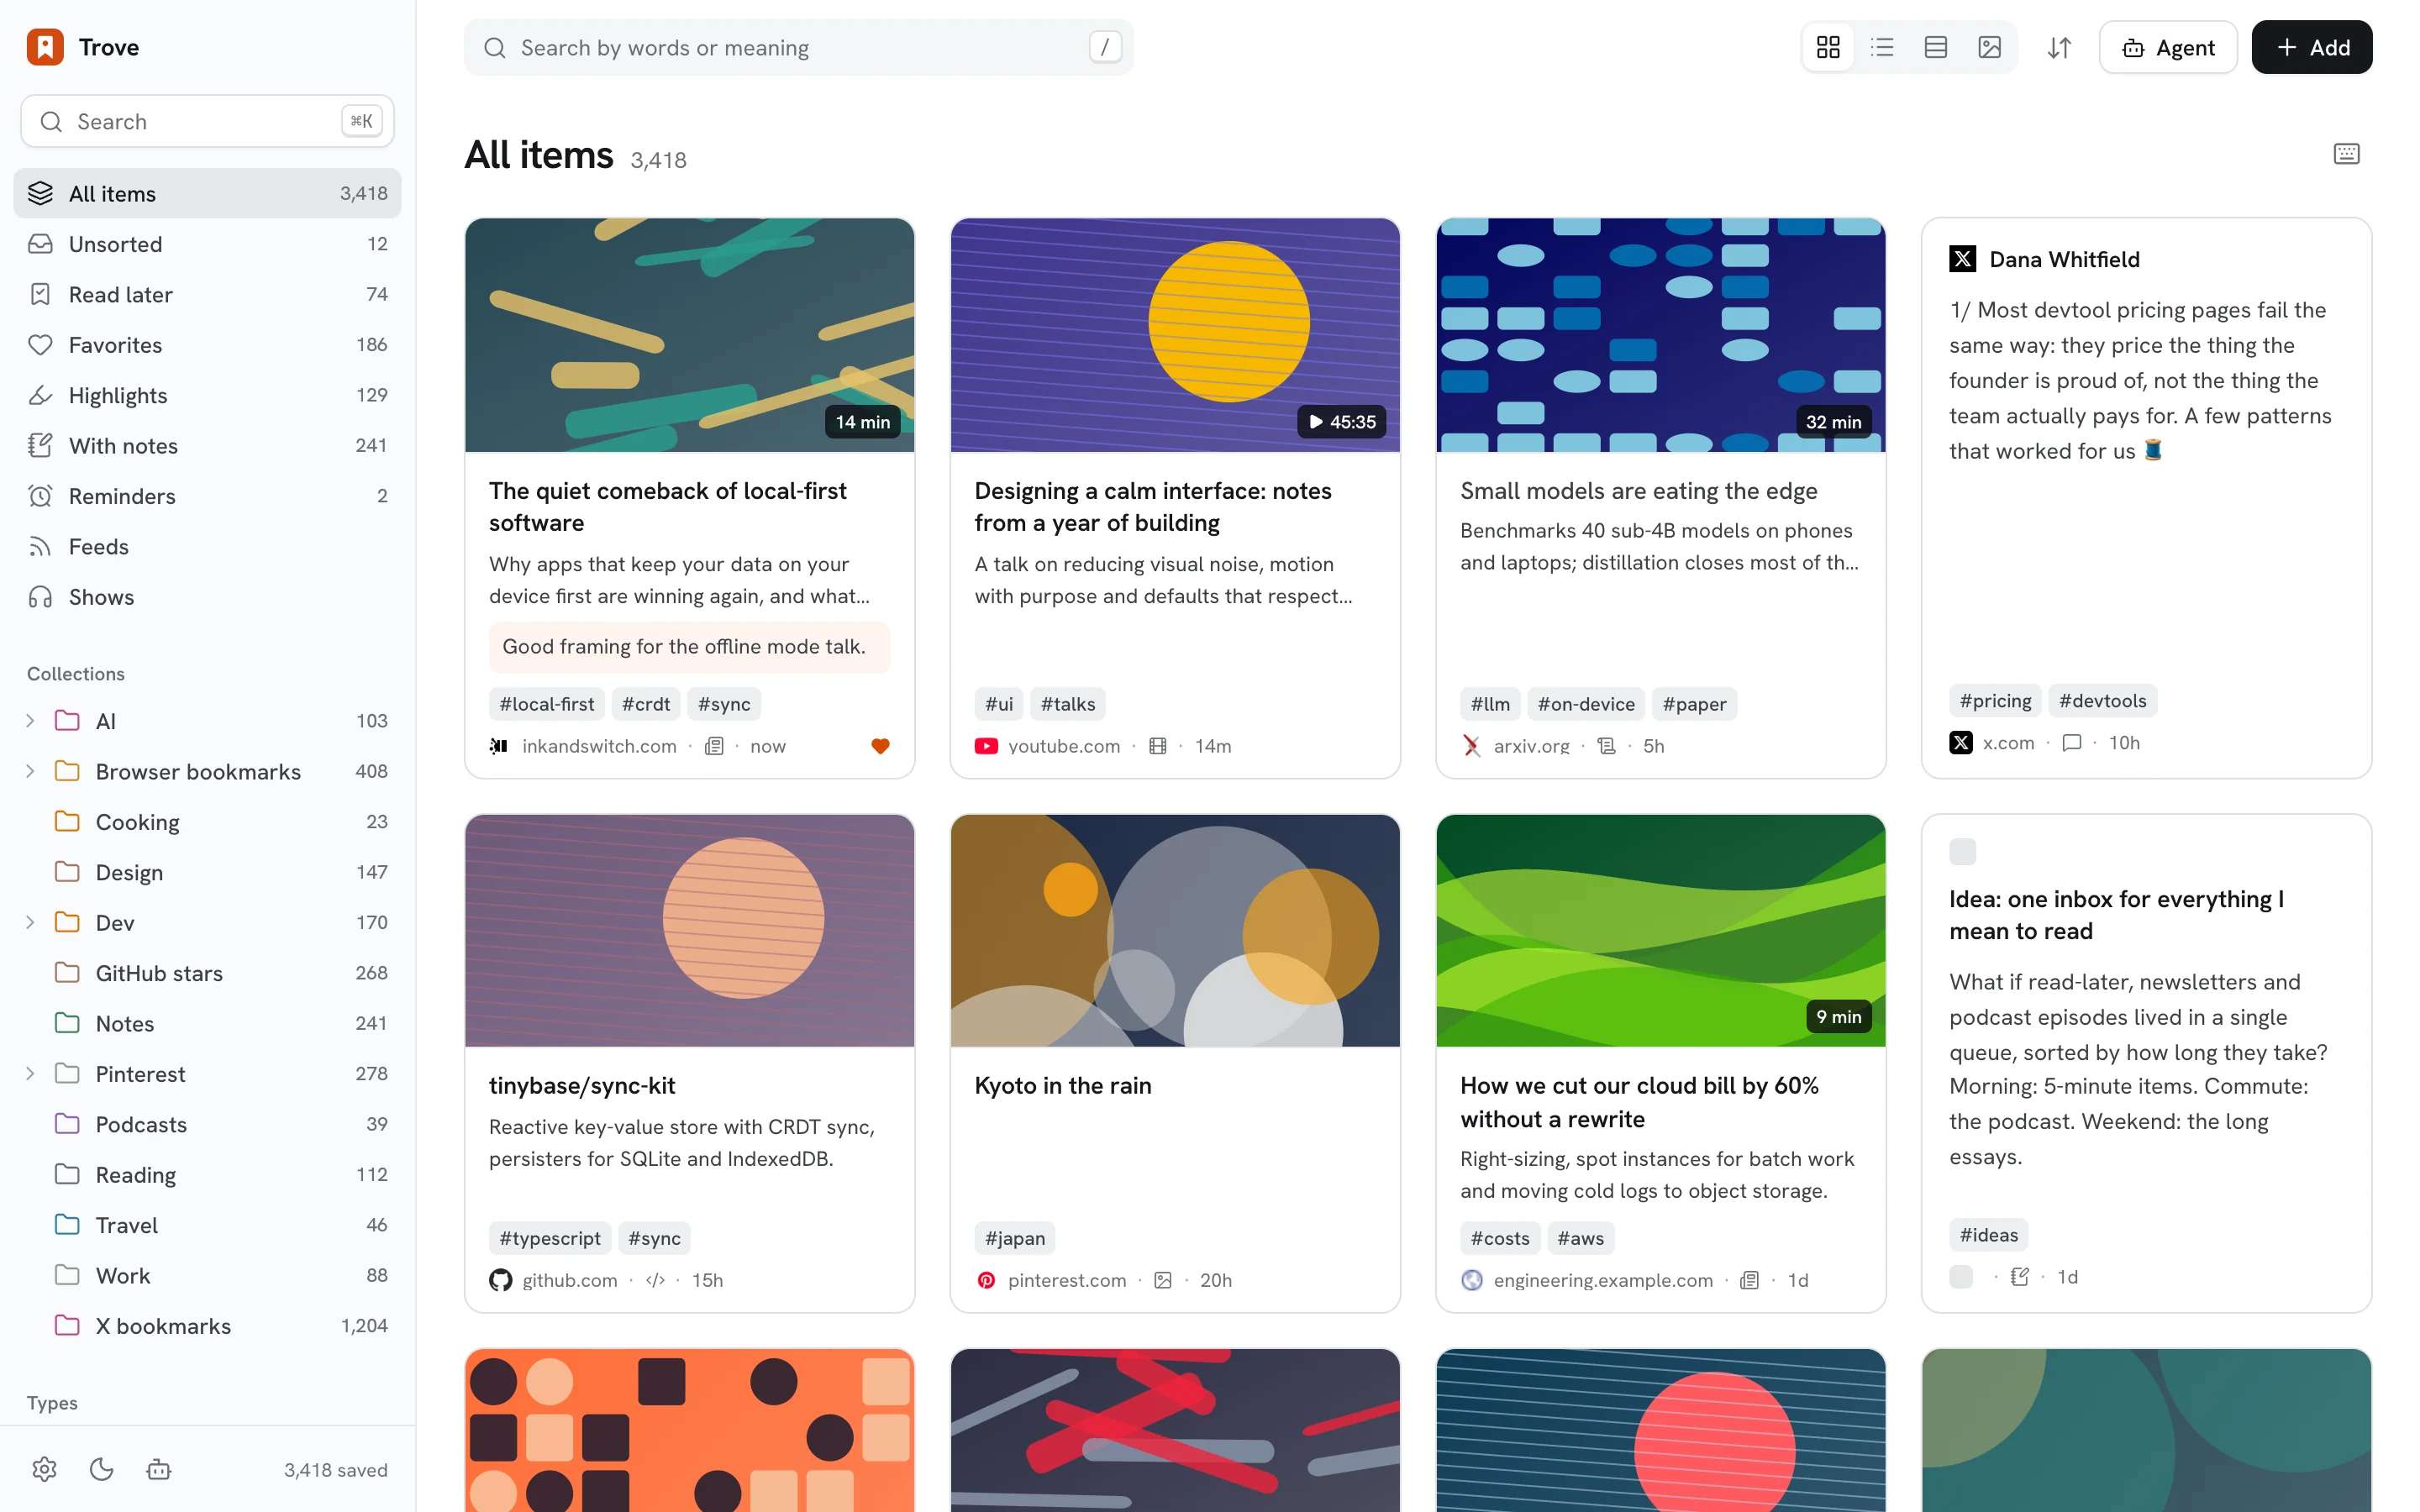 Trove
Search
⌘K
All items 3,418
Unsorted 12
Read later 74
Favorites 186
Highlights 129
With notes 241
Reminders 2
Feeds
Shows
Collections
AI 103
Browser bookmarks 408
Cooking 23
Design 147
Dev 170
GitHub stars 268
Notes 241
Pinterest 278
Podcasts 39
Reading 112
Travel 46
Work 88
X bookmarks 1,204
Types
3,418 saved
Search by words or meaning /
Agent
Add
All items 3,418
14 min
The quiet comeback of local-first
software
Why apps that keep your data on your
device first are winning again, and what...
Good framing for the offline mode talk.
#local-first #crdt #sync
inkandswitch.com · · now
45:35
Designing a calm interface: notes
from a year of building
A talk on reducing visual noise, motion
with purpose and defaults that respect...
#ui #talks
youtube.com · · 14m
32 min
Small models are eating the edge
Benchmarks 40 sub-4B models on phones
and laptops; distillation closes most of th...
#llm #on-device #paper
arxiv.org · · 5h
Dana Whitfield
1/ Most devtool pricing pages fail the
same way: they price the thing the
founder is proud of, not the thing the
team actually pays for. A few patterns
that worked for us 🧵
#pricing #devtools
x.com · · 10h
tinybase/sync-kit
Reactive key-value store with CRDT sync,
persisters for SQLite and IndexedDB.
#typescript #sync
github.com · · 15h
Kyoto in the rain
#japan
pinterest.com · · 20h
9 min
How we cut our cloud bill by 60%
without a rewrite
Right-sizing, spot instances for batch work
and moving cold logs to object storage.
#costs #aws
engineering.example.com · · 1d
Idea: one inbox for everything I
mean to read
What if read-later, newsletters and
podcast episodes lived in a single
queue, sorted by how long they take?
Morning: 5-minute items. Commute:
the podcast. Weekend: the long
essays.
#ideas
· · 1d